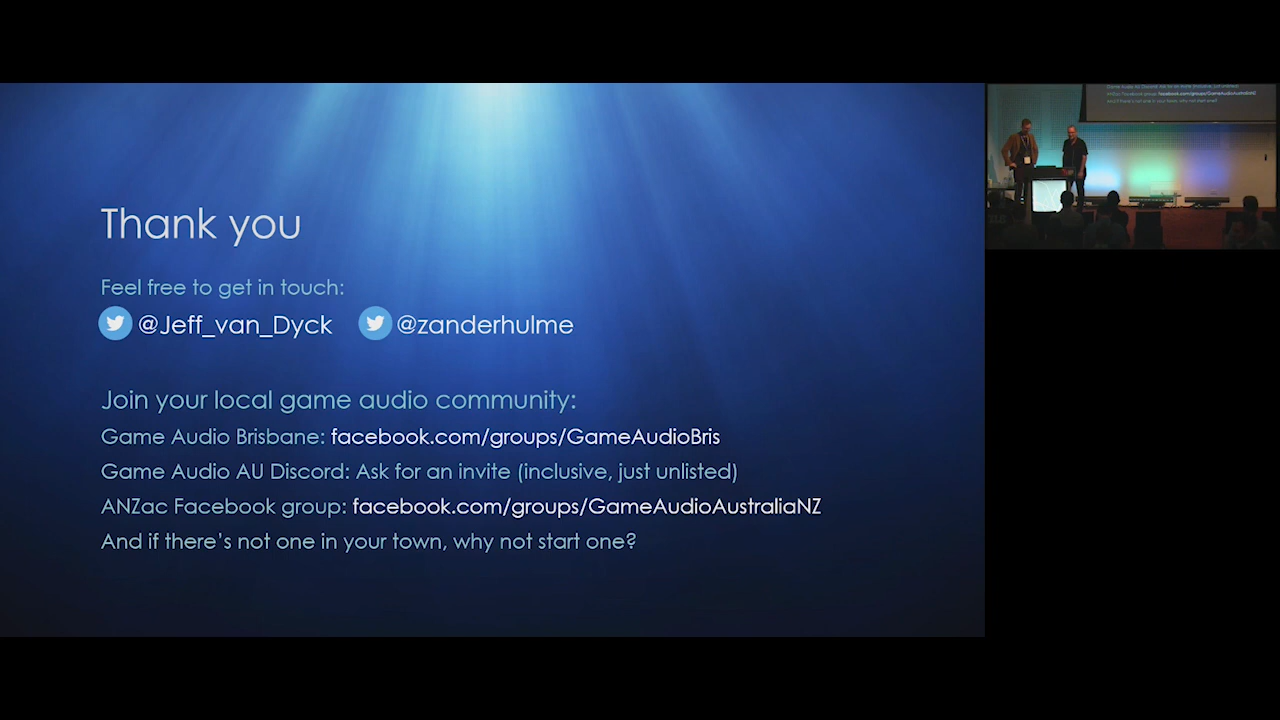 Thank you
Feel free to get in touch:
@Jeff_van_Dyck @zanderhulme
Join your local game audio community:
Game Audio Brisbane: facebook.com/groups/GameAudioBris
Game Audio AU Discord: Ask for an invite (inclusive, just unlisted)
ANZac Facebook group: facebook.com/groups/GameAudioAustraliaNZ
And if there's not one in your town, why not start one?